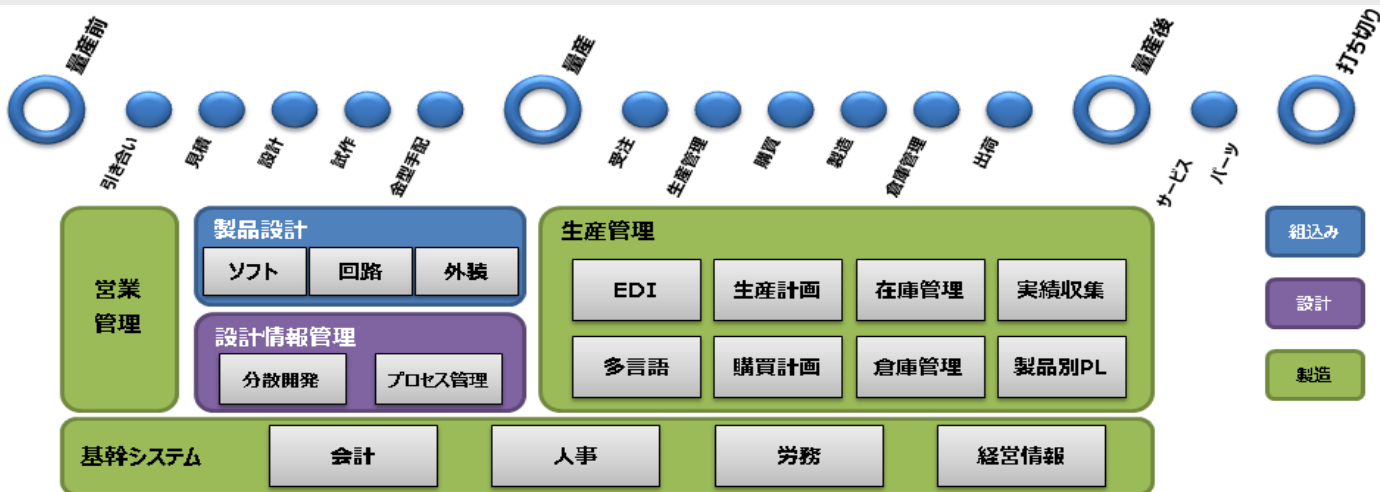 量産前
引き合い
見積
設計
試作
金型手配
量産
受注
生産管理
購買
製造
倉庫管理
出荷
量産後
サービス
パーツ
打ち切り
営業
管理
製品設計
ソフト
回路
外装
設計情報管理
分散開発
プロセス管理
生産管理
EDI
生産計画
在庫管理
実績収集
多言語
購買計画
倉庫管理
製品別PL
組込み
設計
製造
基幹システム
会計
人事
労務
経営情報